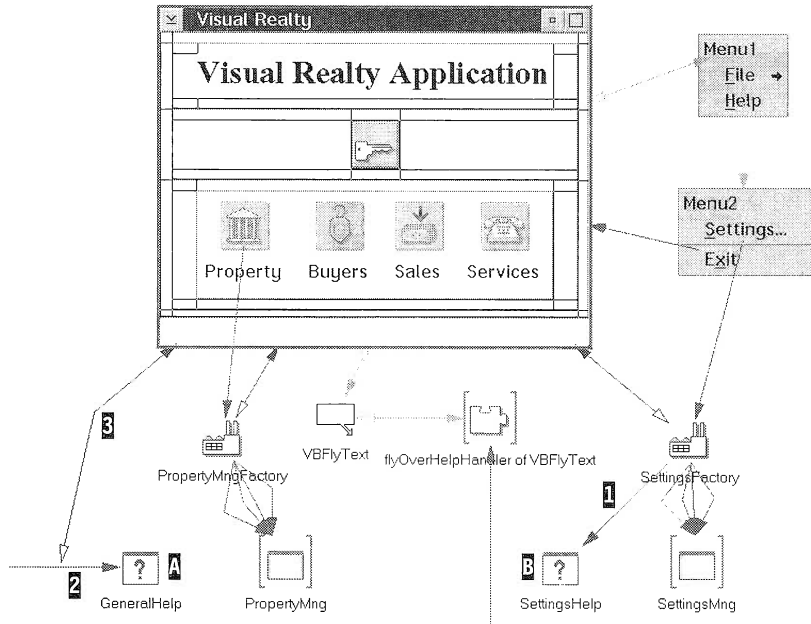 Visual Realty
Visual Realty Application
Menu1
File
Help
Menu2
Settings...
Exit
Property Buyers Sales Services
3
VBFlyText
flyOverHelpHandler of VBFlyText
PropertyMngFactory
SettingsFactory
1
2
A
B
GeneralHelp
PropertyMng
SettingsHelp
SettingsMng